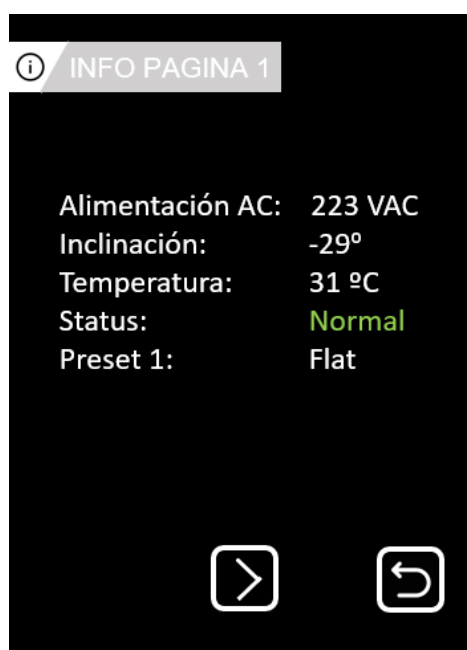 INFO PAGINA 1
Alimentación AC: 223 VAC
Inclinación: -29º
Temperatura: 31 ºC
Status: Normal
Preset 1: Flat